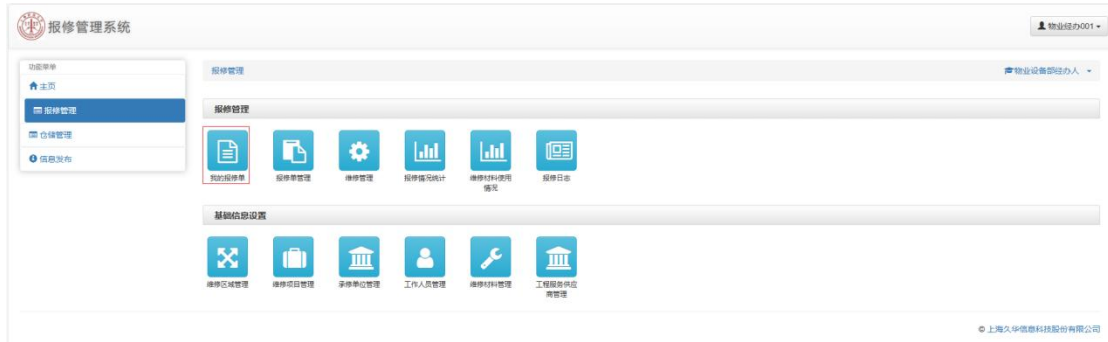 报修管理系统
物业经办001
功能菜单
主页
报修管理
仓储管理
信息发布
报修管理
物业设备部经办人
报修管理
我的报修单
报修单管理
维修管理
报修情况统计
维修材料使用
情况
报修日志
基础信息设置
维修区域管理
维修项目管理
承修单位管理
工作人员管理
维修材料管理
工程服务供应
商管理
© 上海久华信息科技股份有限公司